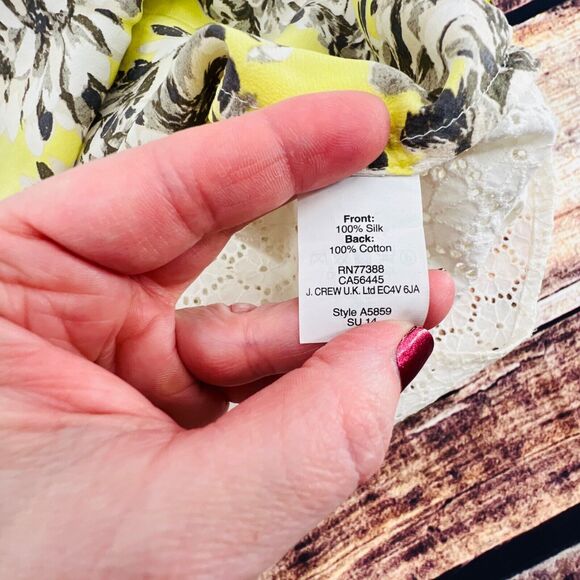 Front:
100% Silk
Back:
100% Cotton
RN77388
CA56445
J. CREW U.K. Ltd EC4V 6JA
Style A5859
SU 14